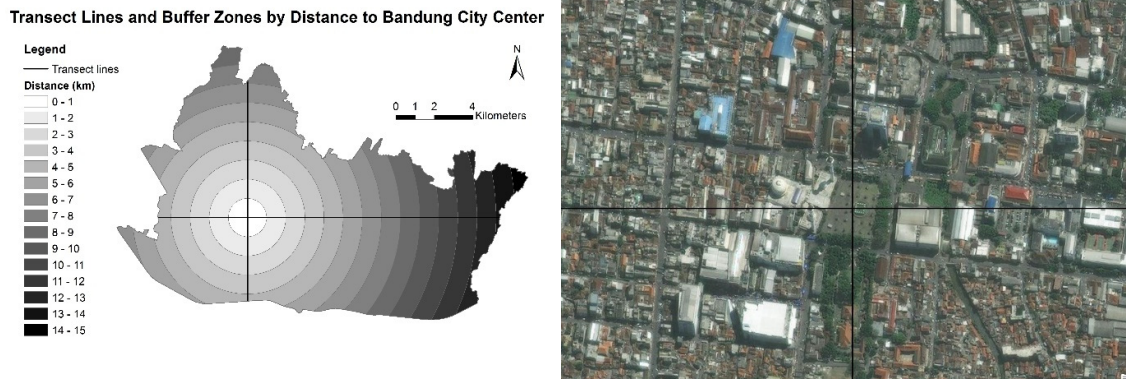 Transect Lines and Buffer Zones by Distance to Bandung City Center
Legend
Transect lines
Distance (km)
0 - 1
1 - 2
2 - 3
3 - 4
4 - 5
5 - 6
6 - 7
7 - 8
8 - 9
9 - 10
10 - 11
11 - 12
12 - 13
13 - 14
14 - 15
N
0 1 2 4
Kilometers